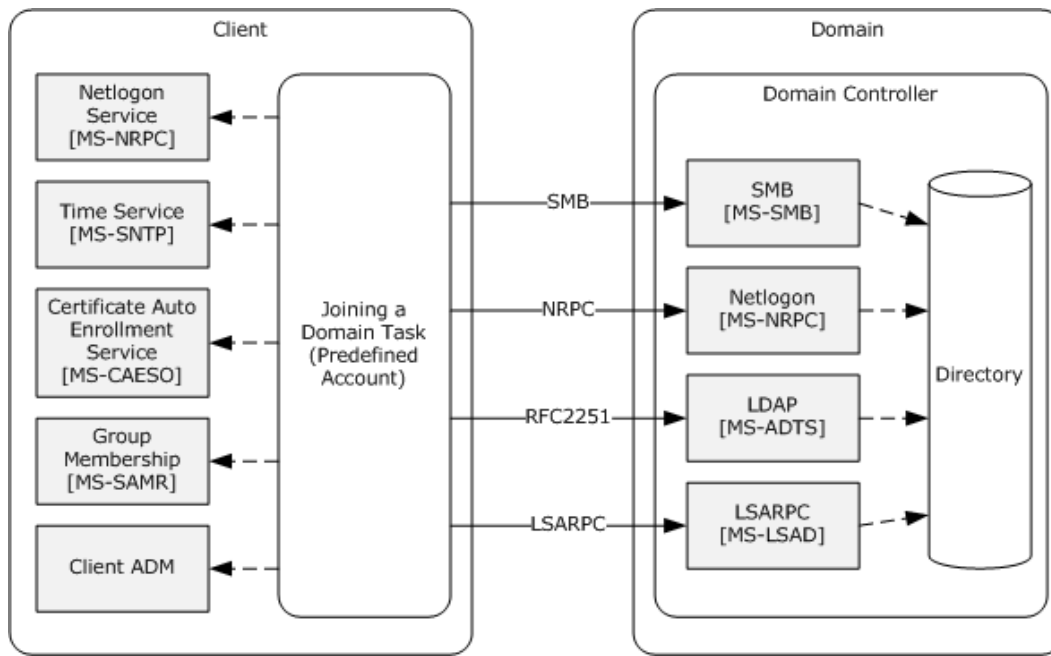 Client
Netlogon
Service
[MS-NRPC]
Time Service
[MS-SNTP]
Certificate Auto
Enrollment
Service
[MS-CAESO]
Group
Membership
[MS-SAMR]
Client ADM
Joining a
Domain Task
(Predefined
Account)
SMB
NRPC
RFC2251
LSARPC
Domain
Domain Controller
SMB
[MS-SMB]
Netlogon
[MS-NRPC]
LDAP
[MS-ADTS]
LSARPC
[MS-LSAD]
Directory